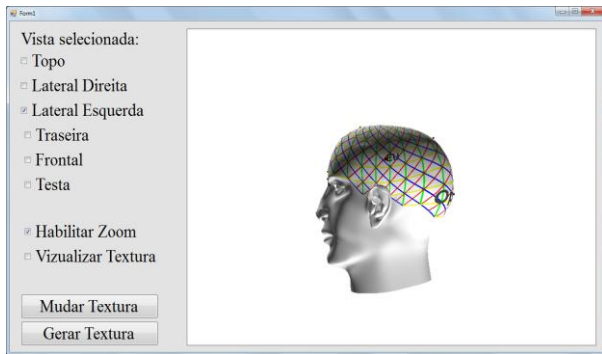 Form1
Vista selecionada:
Topo
Lateral Direita
Lateral Esquerda
Traseira
Frontal
Testa
Habilitar Zoom
Vizualizar Textura
Mudar Textura
Gerar Textura